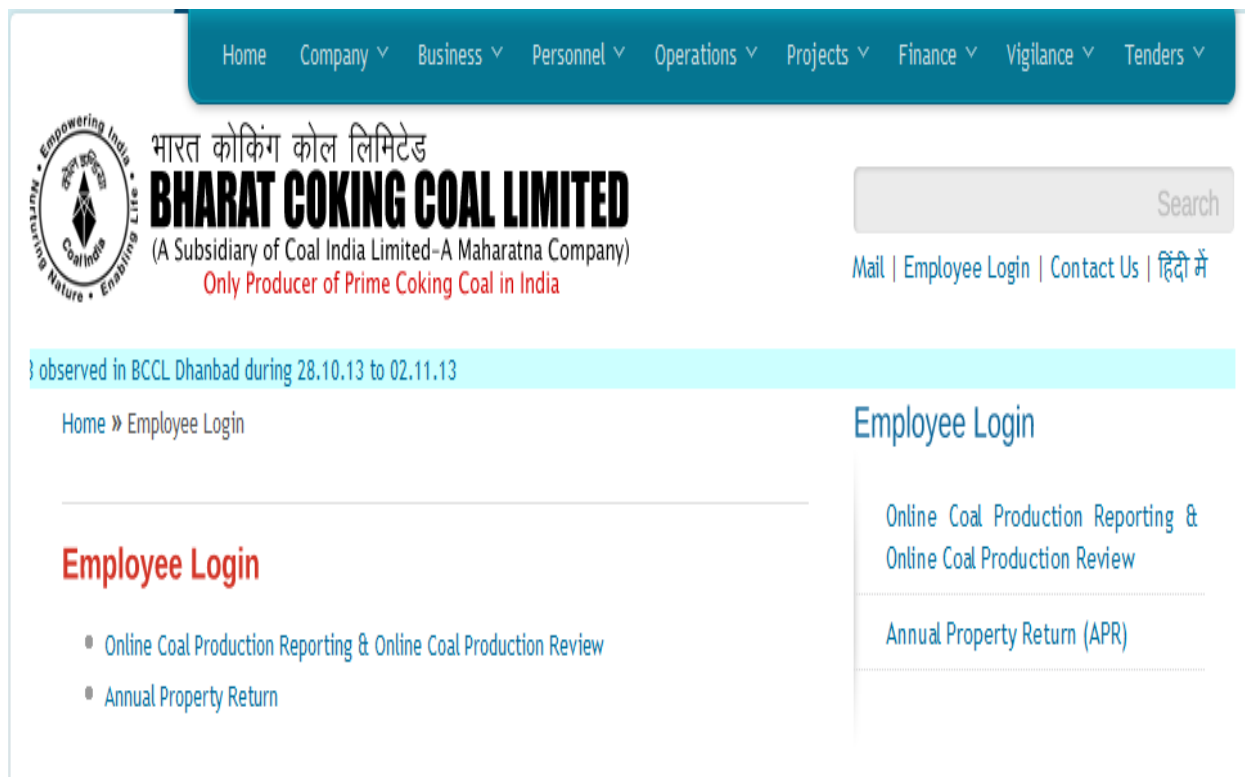 Home Company Business Personnel Operations Projects Finance Vigilance Tenders
Empowering India • Enabling Life • Nurturing Nature •
कोल इण्डिया
Coal India
भारत कोकिंग कोल लिमिटेड
BHARAT COKING COAL LIMITED
(A Subsidiary of Coal India Limited-A Maharatna Company)
Only Producer of Prime Coking Coal in India
Search
Mail | Employee Login | Contact Us | हिंदी में
3 observed in BCCL Dhanbad during 28.10.13 to 02.11.13
Home » Employee Login
Employee Login
• Online Coal Production Reporting & Online Coal Production Review
• Annual Property Return
Employee Login
Online Coal Production Reporting &
Online Coal Production Review
Annual Property Return (APR)